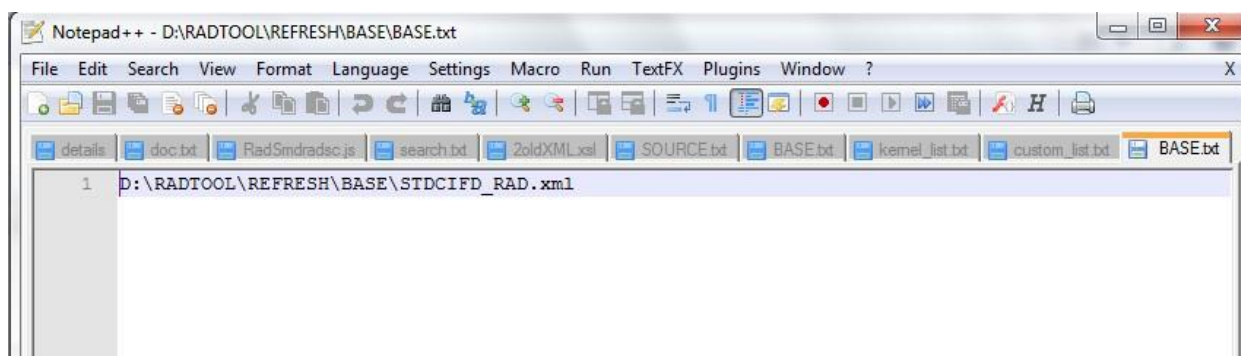 Notepad++ - D:\RADTOOL\REFRESH\BASE\BASE.txt
File Edit Search View Format Language Settings Macro Run TextFX Plugins Window ? X
details doc.txt RadSmdradsc.js search.txt 2oldXML.xsl SOURCE.txt BASE.txt kernel_list.txt custom_list.txt BASE.txt
1 D:\RADTOOL\REFRESH\BASE\STDCIFD_RAD.xml